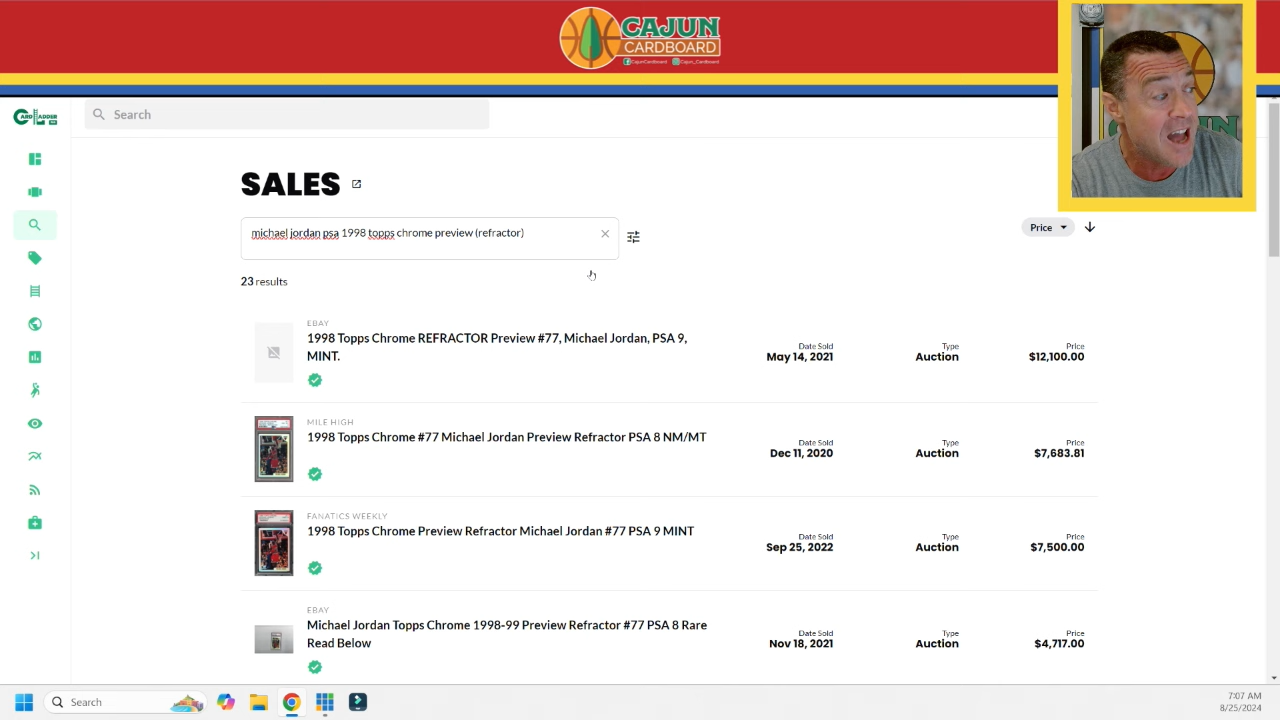 CAJUN
CARDBOARD
CajunCardboard Cajun_Cardboard
CARD LADDER
Search
SALES
michael jordan psa 1998 topps chrome preview (refractor)
Price
23 results
EBAY
1998 Topps Chrome REFRACTOR Preview #77, Michael Jordan, PSA 9,
MINT.
Date Sold
May 14, 2021
Type
Auction
Price
$12,100.00
MILE HIGH
1998 Topps Chrome #77 Michael Jordan Preview Refractor PSA 8 NM/MT
Date Sold
Dec 11, 2020
Type
Auction
Price
$7,683.81
FANATICS WEEKLY
1998 Topps Chrome Preview Refractor Michael Jordan #77 PSA 9 MINT
Date Sold
Sep 25, 2022
Type
Auction
Price
$7,500.00
EBAY
Michael Jordan Topps Chrome 1998-99 Preview Refractor #77 PSA 8 Rare
Read Below
Date Sold
Nov 18, 2021
Type
Auction
Price
$4,717.00
Search
7:07 AM
8/25/2024